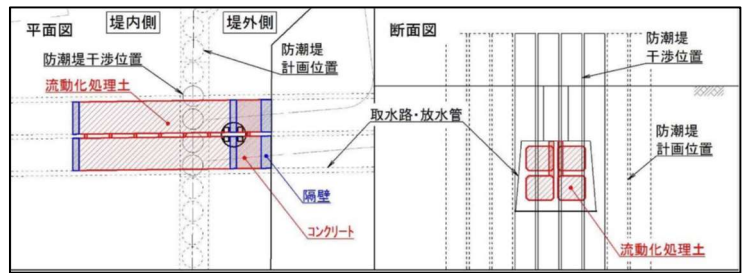 平面図
堤内側
堤外側
防潮堤
計画位置
防潮堤干渉位置
流動化処理土
隔壁
コンクリート
断面図
防潮堤
干渉位置
取水路・放水管
防潮堤
計画位置
流動化処理土